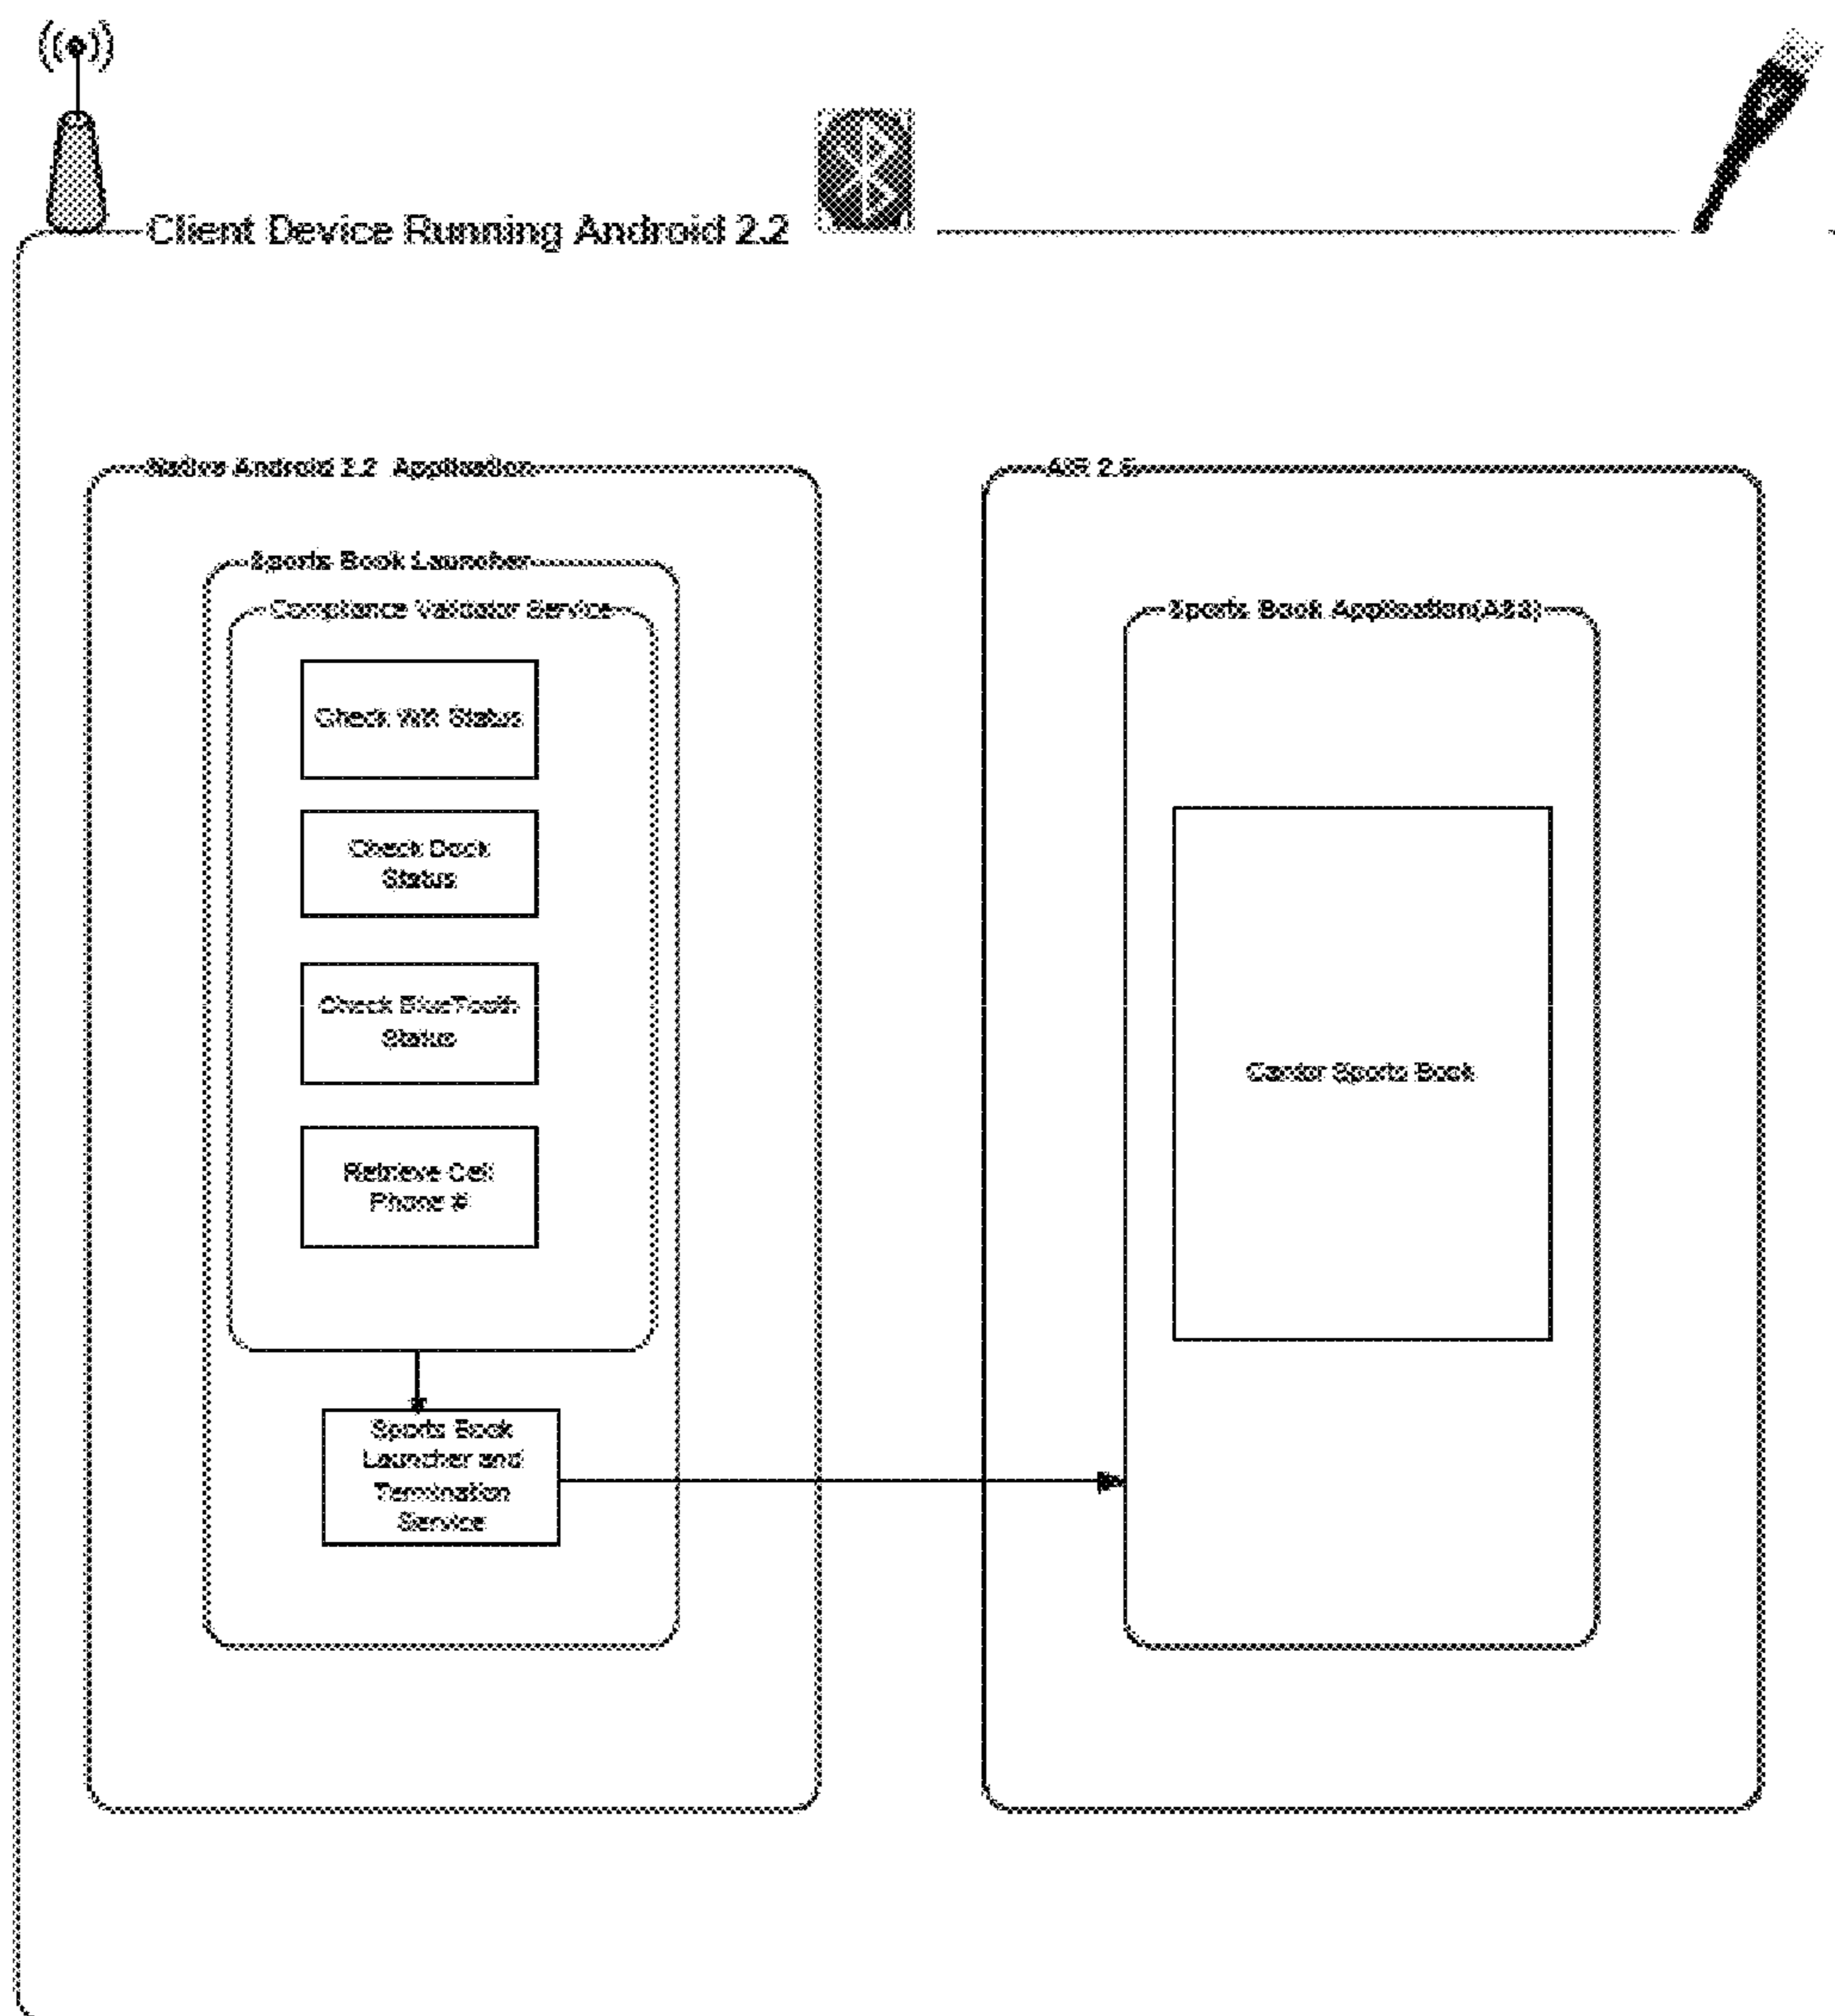 Client Device Running Android 2.2
Native Android 2.2 Application
AIR 2.6
Sports Book Launcher
Compliance Validator Service
Check Wifi Status
Check Dock
Status
Check BlueTooth
Status
Retrieve Cell
Phone #
Sports Book
Launcher and
Termination
Service
Sports Book Application(AS3)
Cantor Sports Book